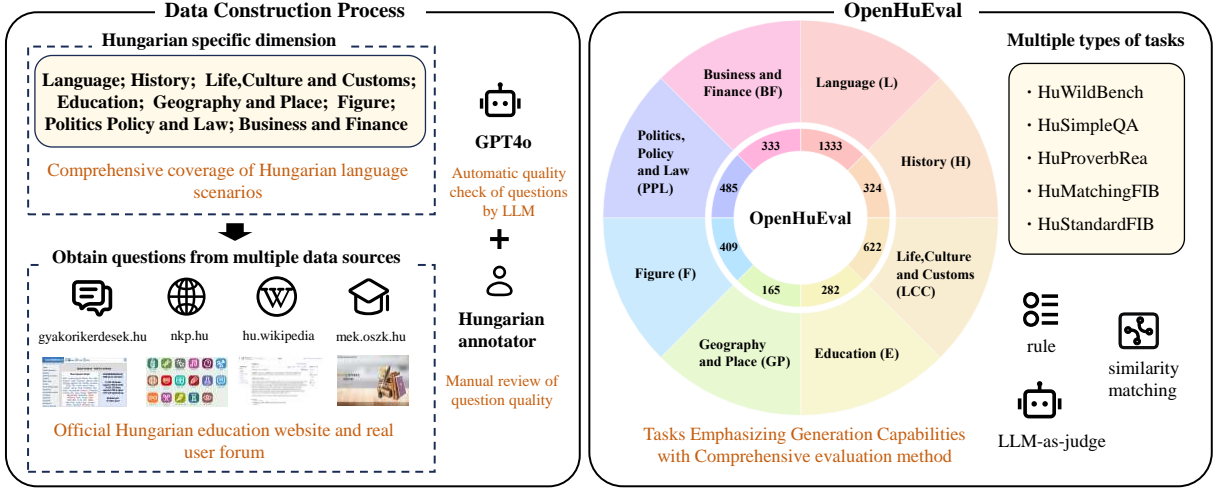 Data Construction Process
Hungarian specific dimension
Language; History; Life,Culture and Customs;
Education; Geography and Place; Figure;
Politics Policy and Law; Business and Finance
Comprehensive coverage of Hungarian language
scenarios
Obtain questions from multiple data sources
gyakorikerdesek.hu
nkp.hu
hu.wikipedia
mek.oszk.hu
Official Hungarian education website and real
user forum
GPT4o
Automatic quality
check of questions
by LLM
+
Hungarian
annotator
Manual review of
question quality
OpenHuEval
Business and
Finance (BF)
Language (L)
Politics,
Policy
and Law
(PPL)
History (H)
Figure (F)
Life,Culture
and Customs
(LCC)
Geography
and Place (GP)
Education (E)
333
1333
485
324
OpenHuEval
409
622
165
282
Tasks Emphasizing Generation Capabilities
with Comprehensive evaluation method
Multiple types of tasks
· HuWildBench
· HuSimpleQA
· HuProverbRea
· HuMatchingFIB
· HuStandardFIB
rule
similarity
matching
LLM-as-judge